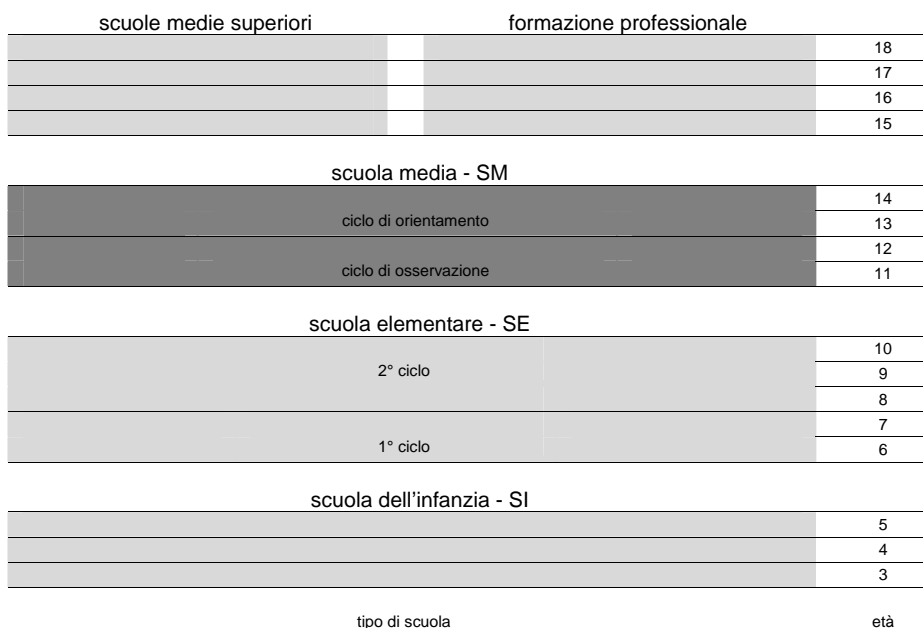 scuole medie superiori formazione professionale
18
17
16
15
scuola media - SM
14
ciclo di orientamento 13
12
ciclo di osservazione 11
scuola elementare - SE
10
2° ciclo 9
8
7
1° ciclo 6
scuola dell'infanzia - SI
5
4
3
tipo di scuola età